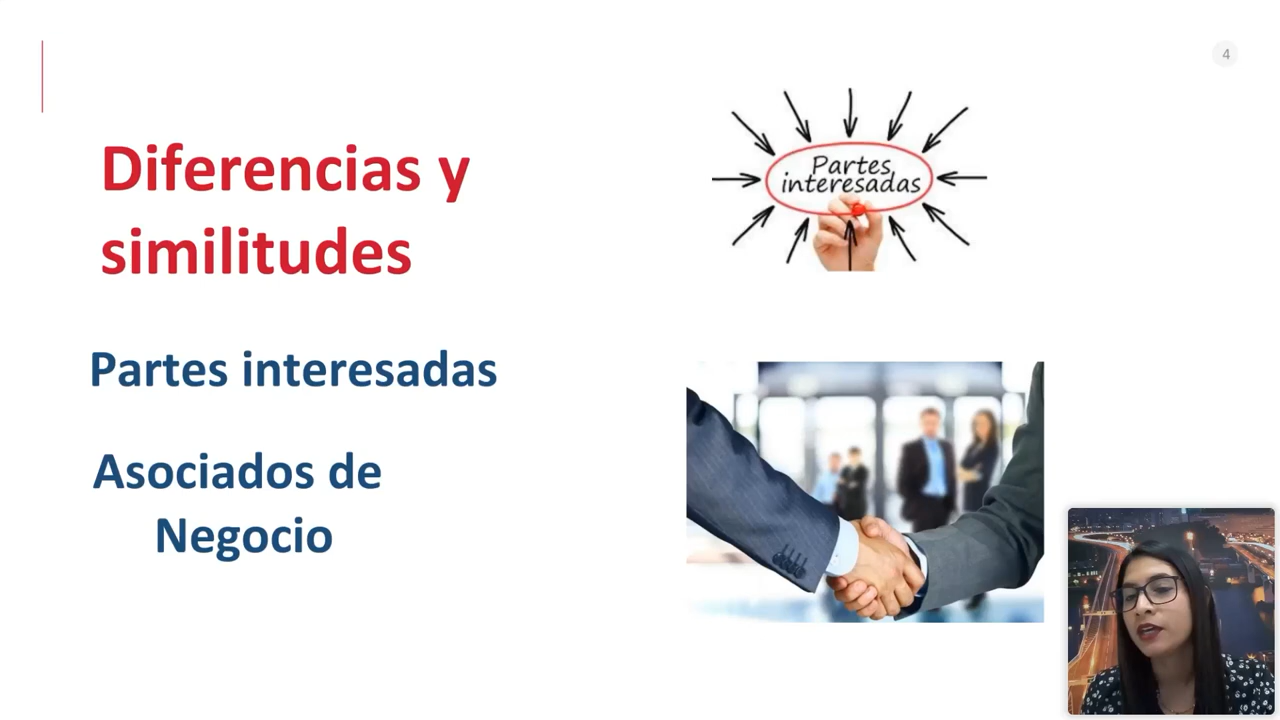 4
Diferencias y
similitudes
Partes
interesadas
Partes interesadas
Asociados de
Negocio